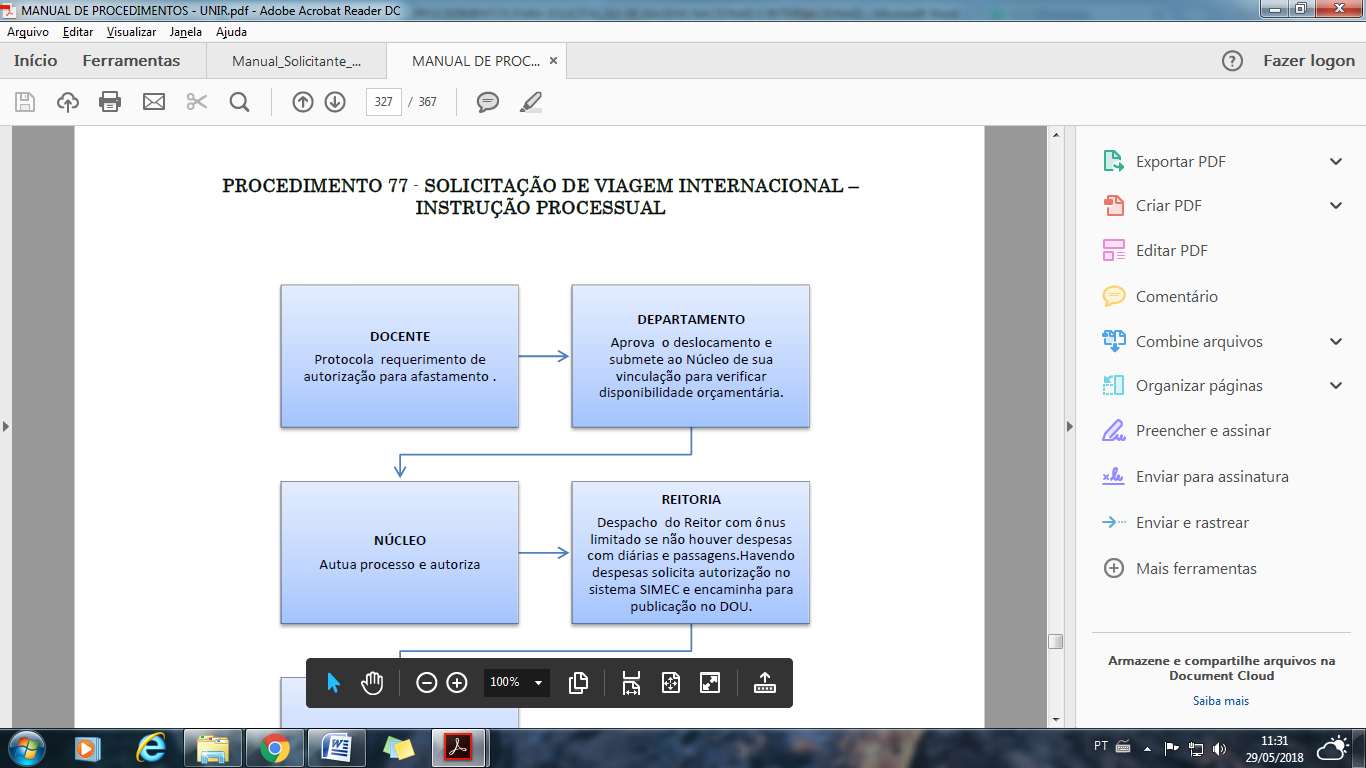 MANUAL DE PROCEDIMENTOS - UNIR.pdf - Adobe Acrobat Reader DC
Arquivo Editar Visualizar Janela Ajuda
Início Ferramentas Manual_Solicitante_... MANUAL DE PROC... × Fazer logon
327 / 367
PROCEDIMENTO 77 - SOLICITAÇÃO DE VIAGEM INTERNACIONAL –
INSTRUÇÃO PROCESSUAL
DOCENTE
Protocola requerimento de
autorização para afastamento .
DEPARTAMENTO
Aprova o deslocamento e
submete ao Núcleo de sua
vinculação para verificar
disponibilidade orçamentária.
NÚCLEO
Autua processo e autoriza
REITORIA
Despacho do Reitor com ônus
limitado se não houver despesas
com diárias e passagens.Havendo
despesas solicita autorização no
sistema SIMEC e encaminha para
publicação no DOU.
100%
Exportar PDF
Criar PDF
Editar PDF
Comentário
Combine arquivos
Organizar páginas
Preencher e assinar
Enviar para assinatura
Enviar e rastrear
Mais ferramentas
Armazene e compartilhe arquivos na
Document Cloud
Saiba mais
PT
11:31
29/05/2018